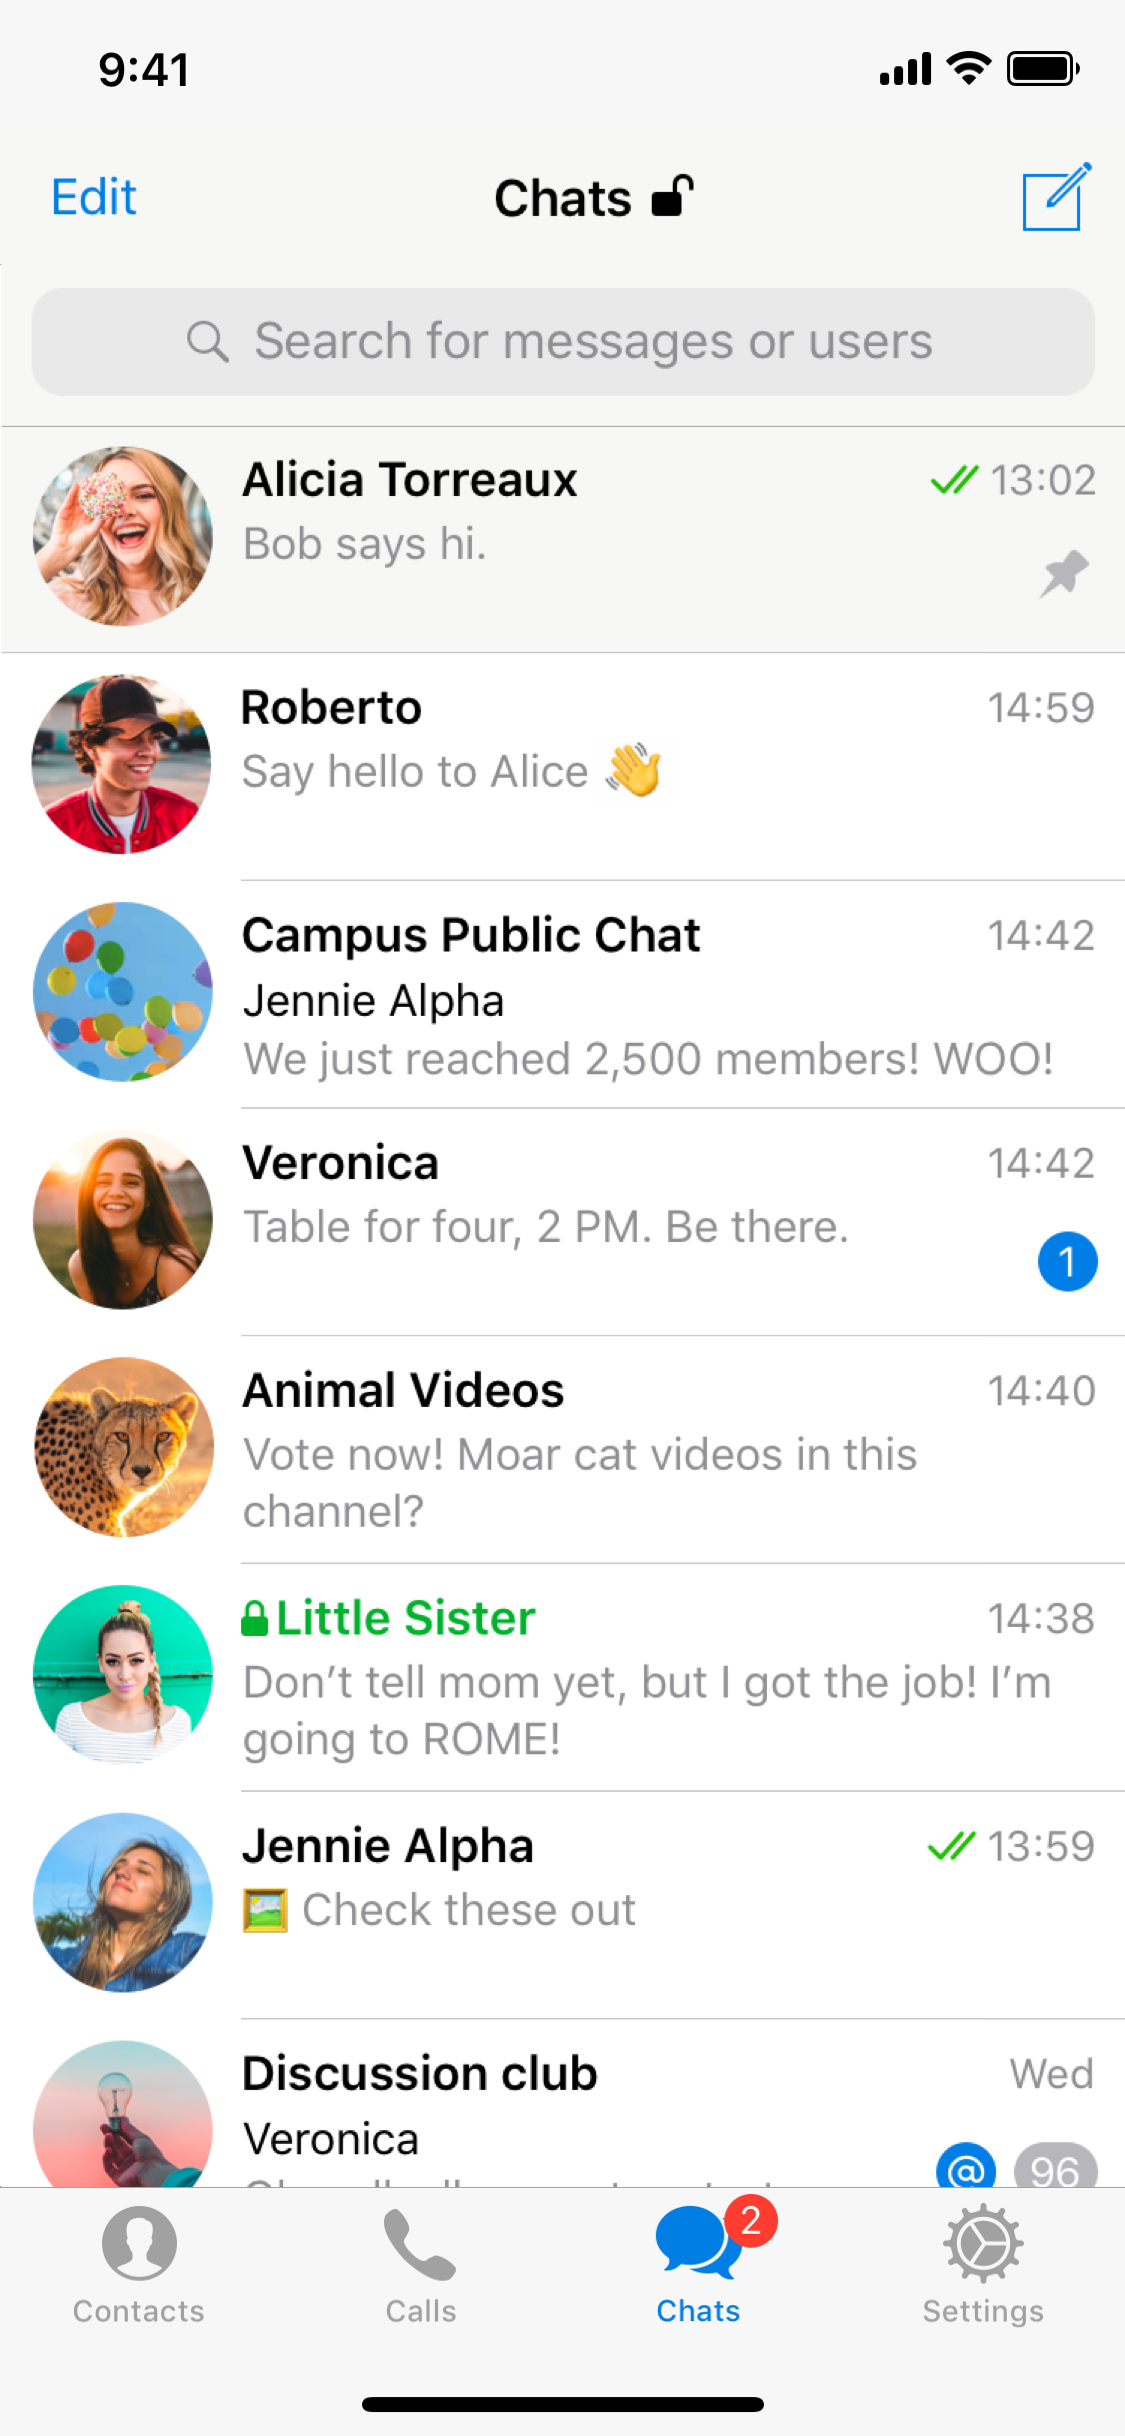 9:41
Edit
Chats
Search for messages or users
Alicia Torreaux
13:02
Bob says hi.
Roberto
14:59
Say hello to Alice 👋
Campus Public Chat
14:42
Jennie Alpha
We just reached 2,500 members! WOO!
Veronica
14:42
Table for four, 2 PM. Be there.
1
Animal Videos
14:40
Vote now! Moar cat videos in this
channel?
Little Sister
14:38
Don’t tell mom yet, but I got the job! I’m
going to ROME!
Jennie Alpha
13:59
🖼 Check these out
Discussion club
Wed
Veronica
@ 96
2
Contacts
Calls
Chats
Settings